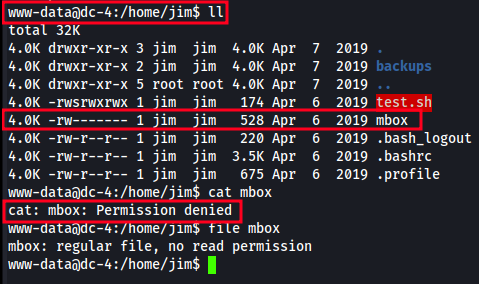 www-data@dc-4:/home/jim$ ll
total 32K
4.0K drwxr-xr-x 3 jim  jim  4.0K Apr  7  2019 .
4.0K drwxr-xr-x 2 jim  jim  4.0K Apr  7  2019 backups
4.0K drwxr-xr-x 5 root root 4.0K Apr  7  2019 ..
4.0K -rwsrwxrwx 1 jim  jim   174 Apr  6  2019 test.sh
4.0K -rw------- 1 jim  jim   528 Apr  6  2019 mbox
4.0K -rw-r--r-- 1 jim  jim   220 Apr  6  2019 .bash_logout
4.0K -rw-r--r-- 1 jim  jim  3.5K Apr  6  2019 .bashrc
4.0K -rw-r--r-- 1 jim  jim   675 Apr  6  2019 .profile
www-data@dc-4:/home/jim$ cat mbox
cat: mbox: Permission denied
www-data@dc-4:/home/jim$ file mbox
mbox: regular file, no read permission
www-data@dc-4:/home/jim$